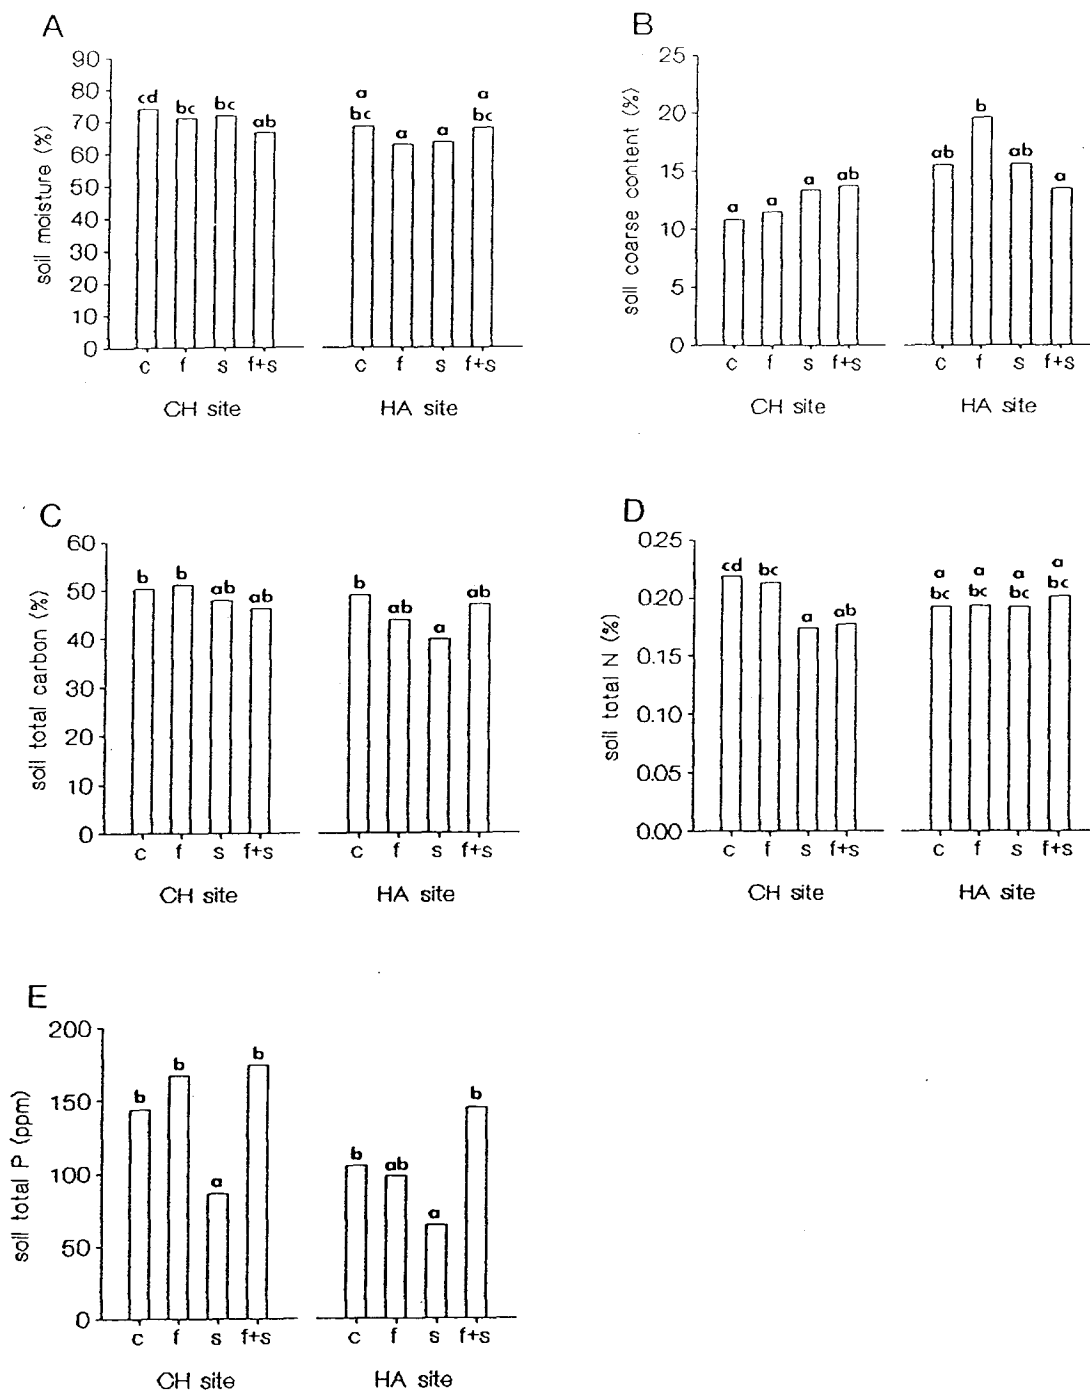 A
soil moisture (%)
90
80
70
60
50
40
30
20
10
0
cd
bc
bc
ab
a
bc
a
a
a
bc
c f s f+s
c f s f+s
CH site
HA site
B
soil coarse content (%)
25
20
15
10
5
0
a
a
a
ab
ab
b
ab
a
c f s f+s
c f s f+s
CH site
HA site
C
soil total carbon (%)
60
50
40
30
20
10
0
b
b
ab
ab
b
ab
a
ab
c f s f+s
c f s f+s
CH site
HA site
D
soil total N (%)
0.25
0.20
0.15
0.10
0.05
0.00
cd
bc
a
ab
a
bc
a
bc
a
bc
a
bc
c f s f+s
c f s f+s
CH site
HA site
E
soil total P (ppm)
200
150
100
50
0
b
b
a
b
b
ab
a
b
c f s f+s
c f s f+s
CH site
HA site